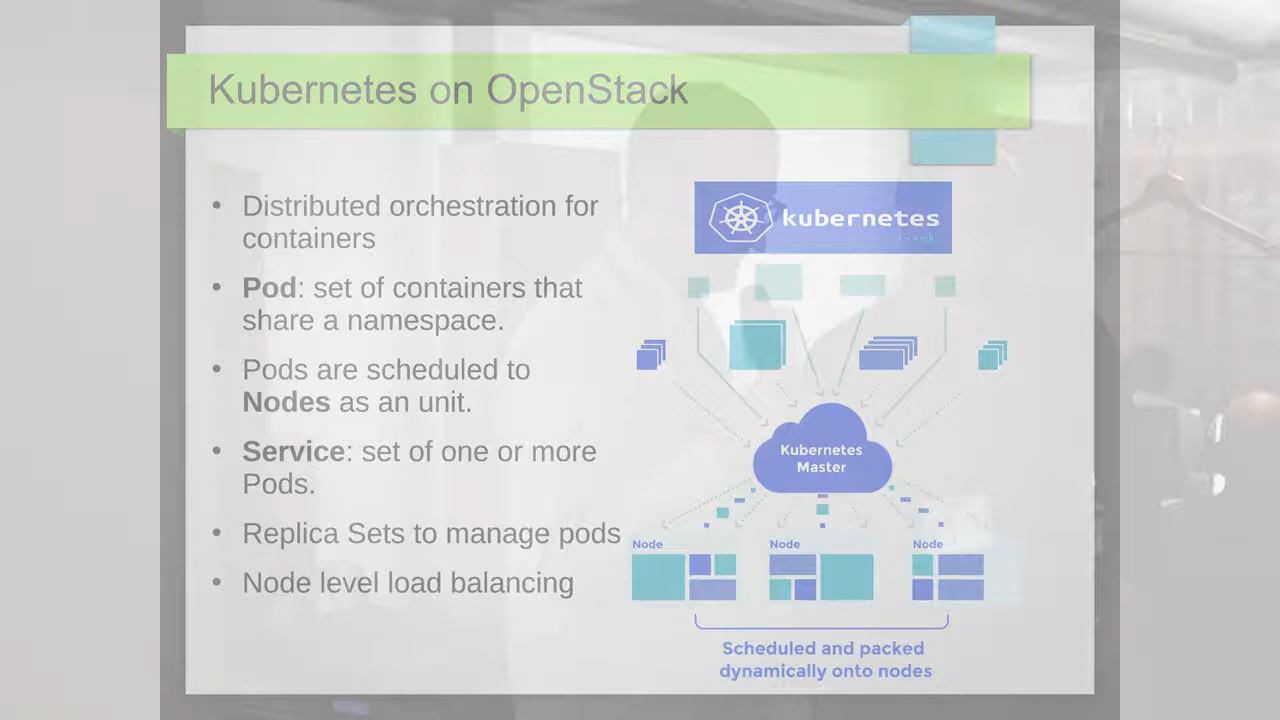 Kubernetes on OpenStack
Distributed orchestration for
containers
Pod: set of containers that
share a namespace.
Pods are scheduled to
Nodes as an unit.
Service: set of one or more
Pods.
Replica Sets to manage pods
Node level load balancing
kubernetes
Kubernetes
Master
Node
Node
Node
Scheduled and packed
dynamically onto nodes